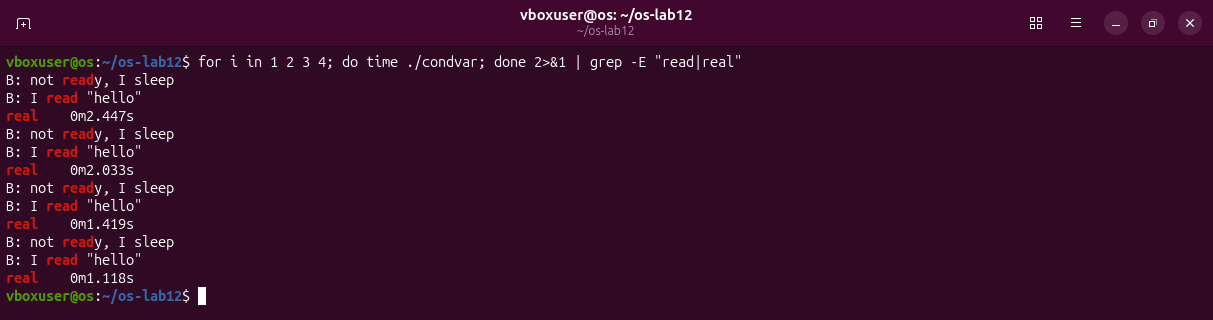 vboxuser@os: ~/os-lab12
~/os-lab12
vboxuser@os:~/os-lab12$ for i in 1 2 3 4; do time ./condvar; done 2>&1 | grep -E "read|real"
B: not ready, I sleep
B: I read "hello"
real    0m2.447s
B: not ready, I sleep
B: I read "hello"
real    0m2.033s
B: not ready, I sleep
B: I read "hello"
real    0m1.419s
B: not ready, I sleep
B: I read "hello"
real    0m1.118s
vboxuser@os:~/os-lab12$